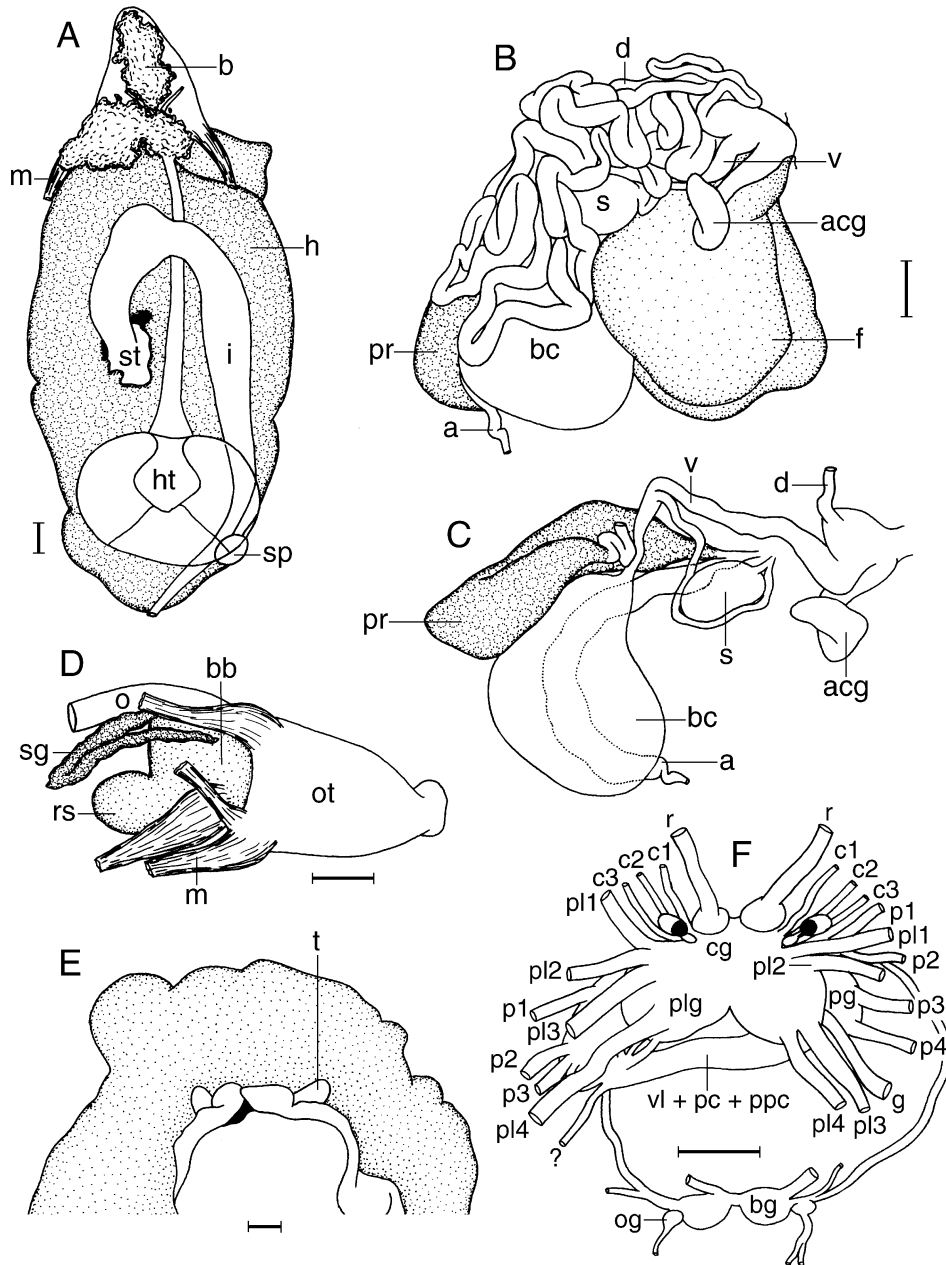 A
b
m
h
st
i
ht
sp
B
d
v
s
acg
pr
bc
f
a
C
v
d
pr
s
acg
bc
a
D
bb
o
sg
ot
rs
m
E
t
F
r
r
c1
c1
c2
c2
c3
c3
pl1
p1
pl1
cg
p2
pl2
pl2
plg
pg
p1
p3
pl3
p2
p4
p3
vl + pc + ppc
g
pl4
pl4
pl3
?
og
bg